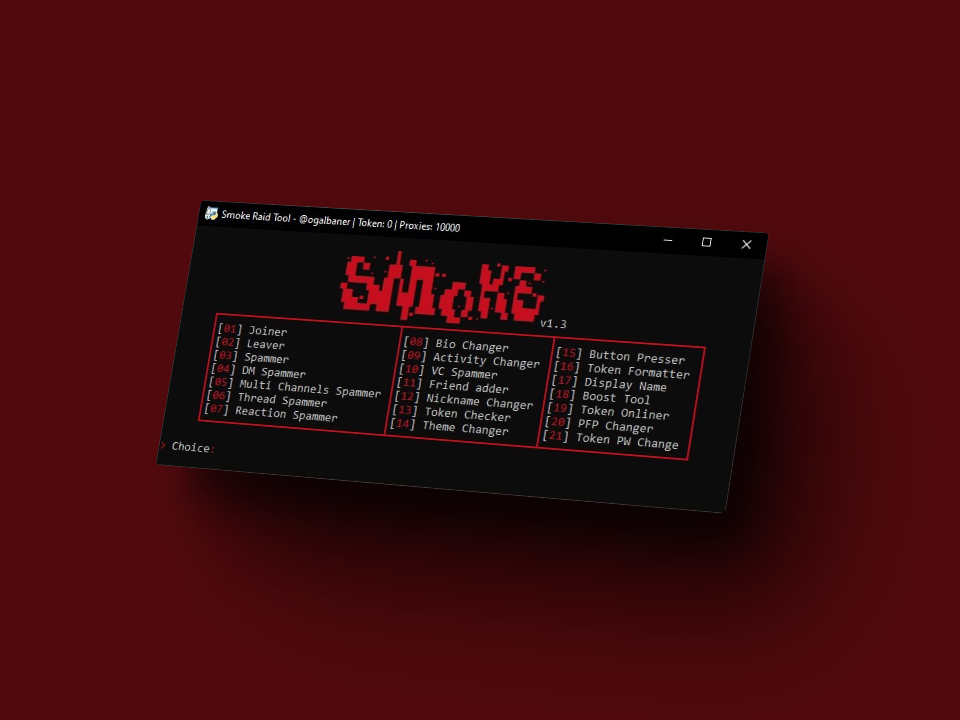 Smoke Raid Tool - @ogalbaner | Token: 0 | Proxies: 10000
SMOKE
v1.3
[01] Joiner
[02] Leaver
[03] Spammer
[04] DM Spammer
[05] Multi Channels Spammer
[06] Thread Spammer
[07] Reaction Spammer
[08] Bio Changer
[09] Activity Changer
[10] VC Spammer
[11] Friend adder
[12] Nickname Changer
[13] Token Checker
[14] Theme Changer
[15] Button Presser
[16] Token Formatter
[17] Display Name
[18] Boost Tool
[19] Token Onliner
[20] PFP Changer
[21] Token PW Change
> Choice: